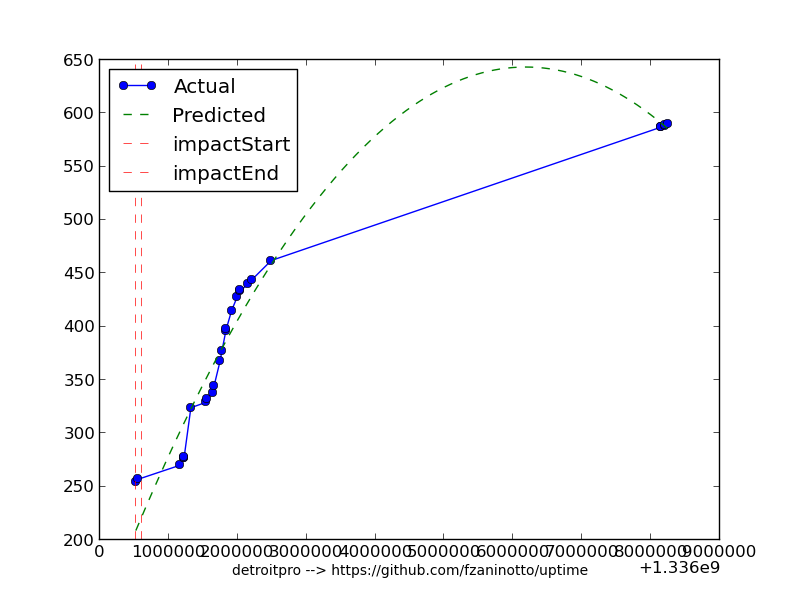 650
600
550
500
450
400
350
300
250
200
Actual
Predicted
impactStart
impactEnd
0 1000000 2000000 3000000 4000000 5000000 6000000 7000000 8000000 9000000
+1.336e9
detroitpro --> https://github.com/fzaninotto/uptime